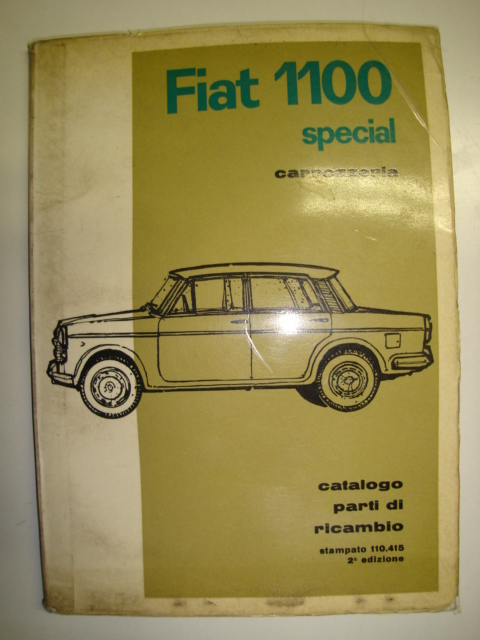 Fiat 1100
special
carrozzeria
catalogo
parti di
ricambio
stampato 110.415
2ª edizione